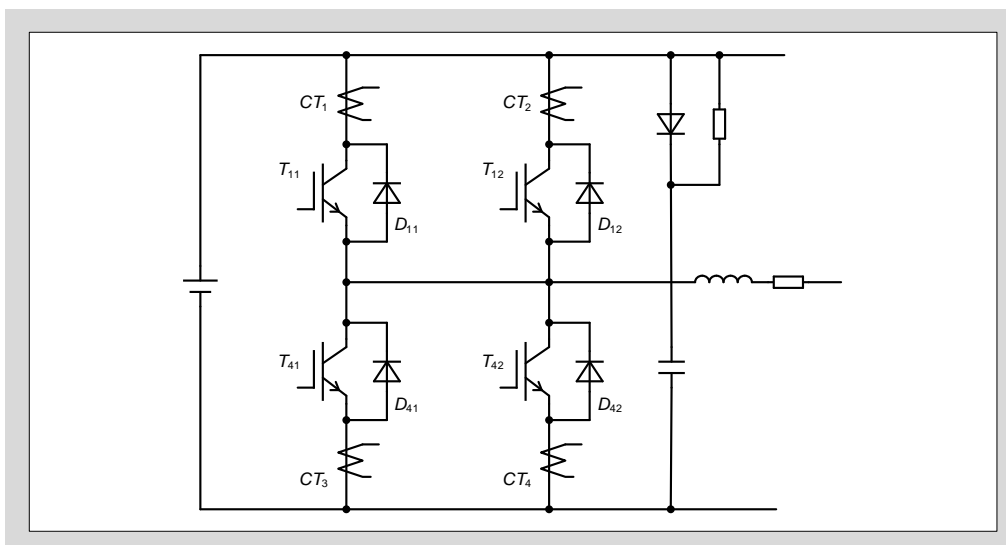 CT₁ CT₂
T₁₁ T₁₂
D₁₁ D₁₂
T₄₁ T₄₂
D₄₁ D₄₂
CT₃ CT₄